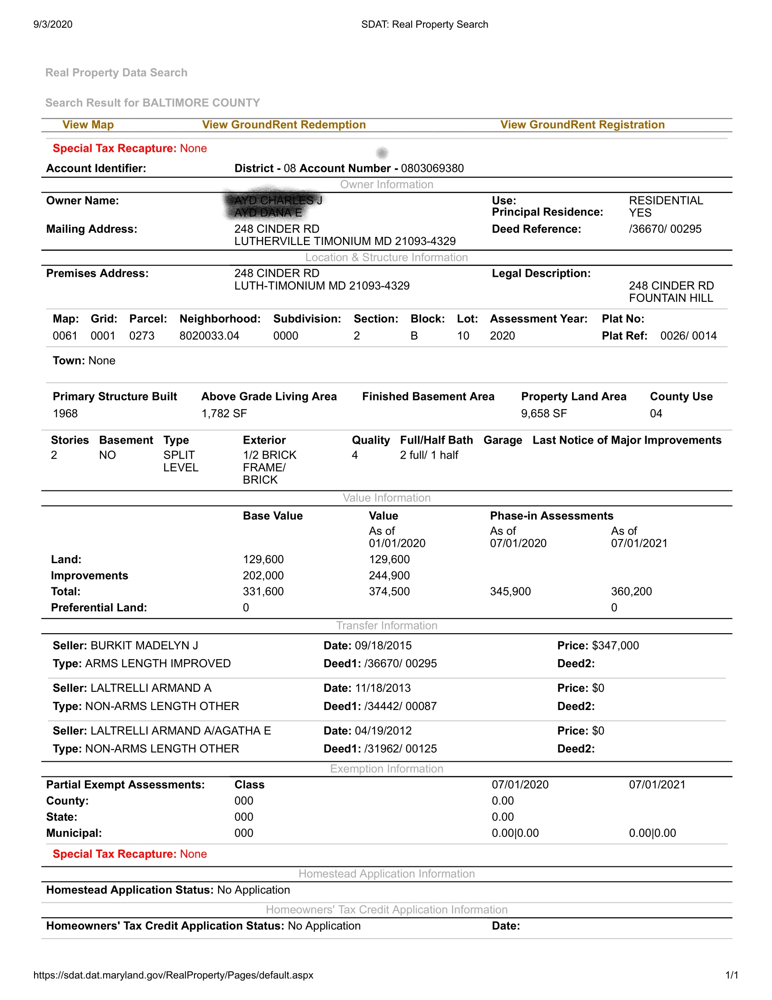 9/3/2020 SDAT: Real Property Search
Real Property Data Search
Search Result for BALTIMORE COUNTY
View Map View GroundRent Redemption View GroundRent Registration
Special Tax Recapture: None
Account Identifier: District - 08 Account Number - 0803069380
Owner Information
Owner Name: Use: RESIDENTIAL
Principal Residence: YES
Mailing Address: 248 CINDER RD Deed Reference: /36670/ 00295
LUTHERVILLE TIMONIUM MD 21093-4329
Location & Structure Information
Premises Address: 248 CINDER RD Legal Description:
LUTH-TIMONIUM MD 21093-4329 248 CINDER RD
FOUNTAIN HILL
Map: Grid: Parcel: Neighborhood: Subdivision: Section: Block: Lot: Assessment Year: Plat No:
0061 0001 0273 8020033.04 0000 2 B 10 2020 Plat Ref: 0026/ 0014
Town: None
Primary Structure Built Above Grade Living Area Finished Basement Area Property Land Area County Use
1968 1,782 SF 9,658 SF 04
Stories Basement Type Exterior Quality Full/Half Bath Garage Last Notice of Major Improvements
2 NO SPLIT 1/2 BRICK 4 2 full/ 1 half
LEVEL FRAME/
BRICK
Value Information
Base Value Value Phase-in Assessments
As of As of As of
01/01/2020 07/01/2020 07/01/2021
Land: 129,600 129,600
Improvements 202,000 244,900
Total: 331,600 374,500 345,900 360,200
Preferential Land: 0 0
Transfer Information
Seller: BURKIT MADELYN J Date: 09/18/2015 Price: $347,000
Type: ARMS LENGTH IMPROVED Deed1: /36670/ 00295 Deed2:
Seller: LALTRELLI ARMAND A Date: 11/18/2013 Price: $0
Type: NON-ARMS LENGTH OTHER Deed1: /34442/ 00087 Deed2:
Seller: LALTRELLI ARMAND A/AGATHA E Date: 04/19/2012 Price: $0
Type: NON-ARMS LENGTH OTHER Deed1: /31962/ 00125 Deed2:
Exemption Information
Partial Exempt Assessments: Class 07/01/2020 07/01/2021
County: 000 0.00
State: 000 0.00
Municipal: 000 0.00|0.00 0.00|0.00
Special Tax Recapture: None
Homestead Application Information
Homestead Application Status: No Application
Homeowners' Tax Credit Application Information
Homeowners' Tax Credit Application Status: No Application Date:
https://sdat.dat.maryland.gov/RealProperty/Pages/default.aspx 1/1